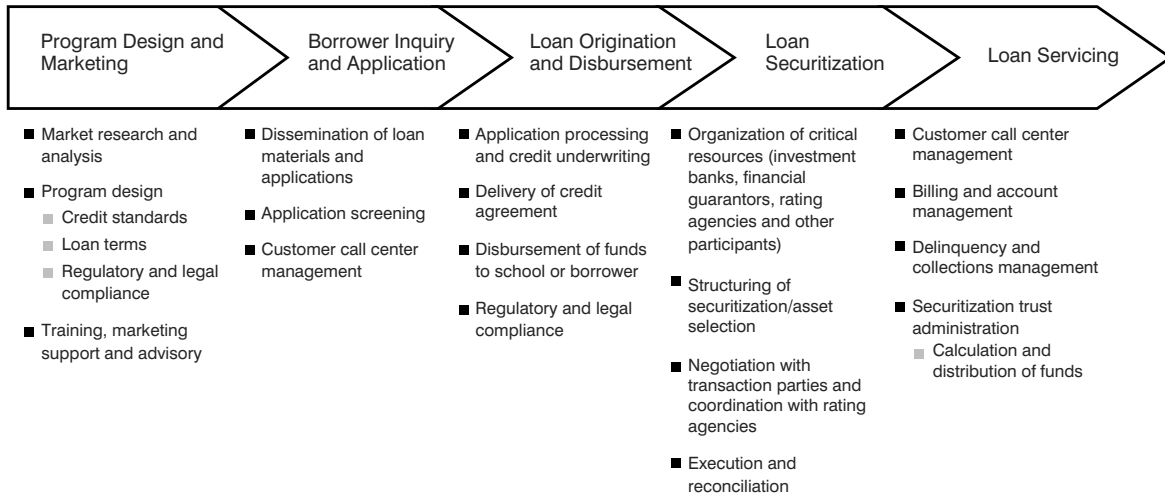 Program Design and
Marketing
Borrower Inquiry
and Application
Loan Origination
and Disbursement
Loan
Securitization
Loan Servicing
Market research and
analysis
Program design
Credit standards
Loan terms
Regulatory and legal
compliance
Training, marketing
support and advisory
Dissemination of loan
materials and
applications
Application screening
Customer call center
management
Application processing
and credit underwriting
Delivery of credit
agreement
Disbursement of funds
to school or borrower
Regulatory and legal
compliance
Organization of critical
resources (investment
banks, financial
guarantors, rating
agencies and other
participants)
Structuring of
securitization/asset
selection
Negotiation with
transaction parties and
coordination with rating
agencies
Execution and
reconciliation
Customer call center
management
Billing and account
management
Delinquency and
collections management
Securitization trust
administration
Calculation and
distribution of funds